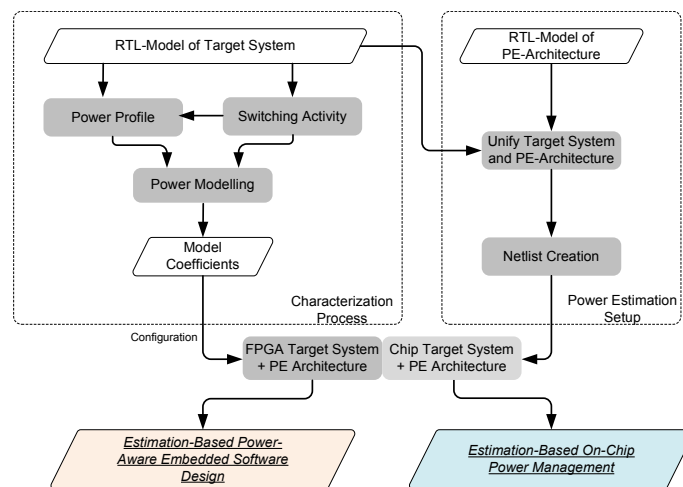 RTL-Model of Target System
RTL-Model of
PE-Architecture
Power Profile
Switching Activity
Unify Target System
and PE-Architecture
Power Modelling
Model
Coefficients
Netlist Creation
Characterization
Process
Power Estimation
Setup
Configuration
FPGA Target System
+ PE Architecture
Chip Target System
+ PE Architecture
Estimation-Based Power-
Aware Embedded Software
Design
Estimation-Based On-Chip
Power Management